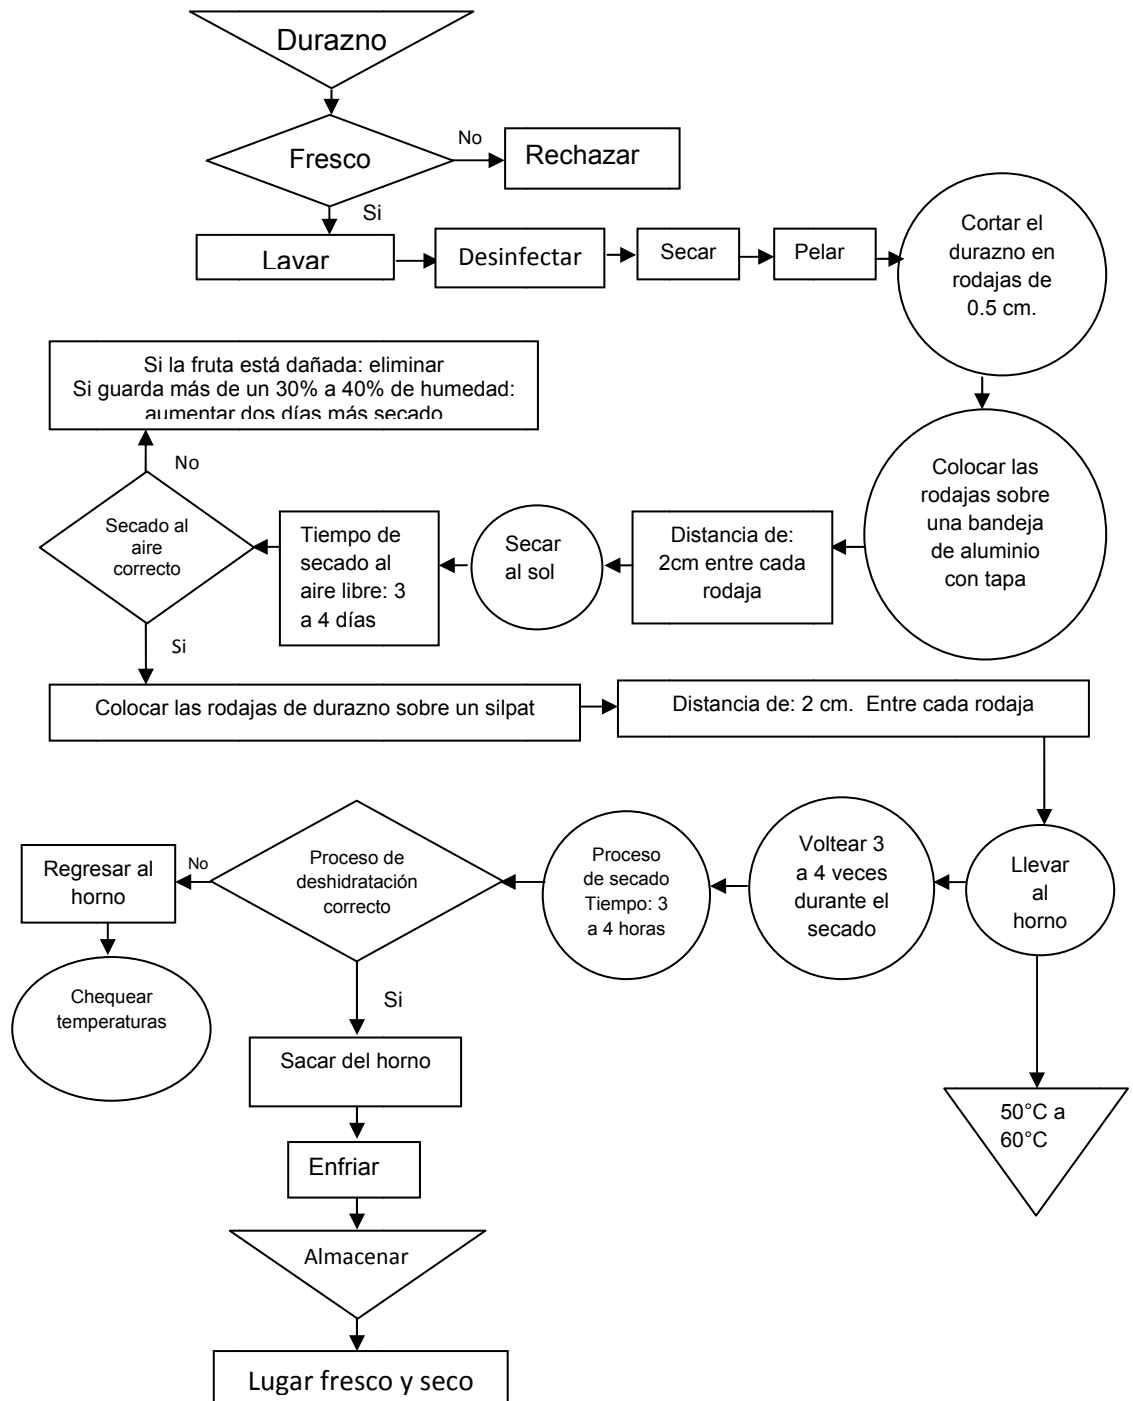 Durazno
Fresco
No
Rechazar
Si
Lavar
Desinfectar
Secar
Pelar
Cortar el
durazno en
rodajas de
0.5 cm.
Si la fruta está dañada: eliminar
Si guarda más de un 30% a 40% de humedad:
aumentar dos días más secado
No
Colocar las
rodajas sobre
una bandeja
de aluminio
con tapa
Distancia de:
2cm entre cada
rodaja
Secar
al sol
Tiempo de
secado al
aire libre: 3
a 4 días
Secado al
aire
correcto
Si
Colocar las rodajas de durazno sobre un silpat
Distancia de: 2 cm. Entre cada rodaja
Llevar
al
horno
50°C a
60°C
Voltear 3
a 4 veces
durante el
secado
Proceso
de secado
Tiempo: 3
a 4 horas
Proceso de
deshidratación
correcto
No
Regresar al
horno
Chequear
temperaturas
Si
Sacar del horno
Enfriar
Almacenar
Lugar fresco y seco